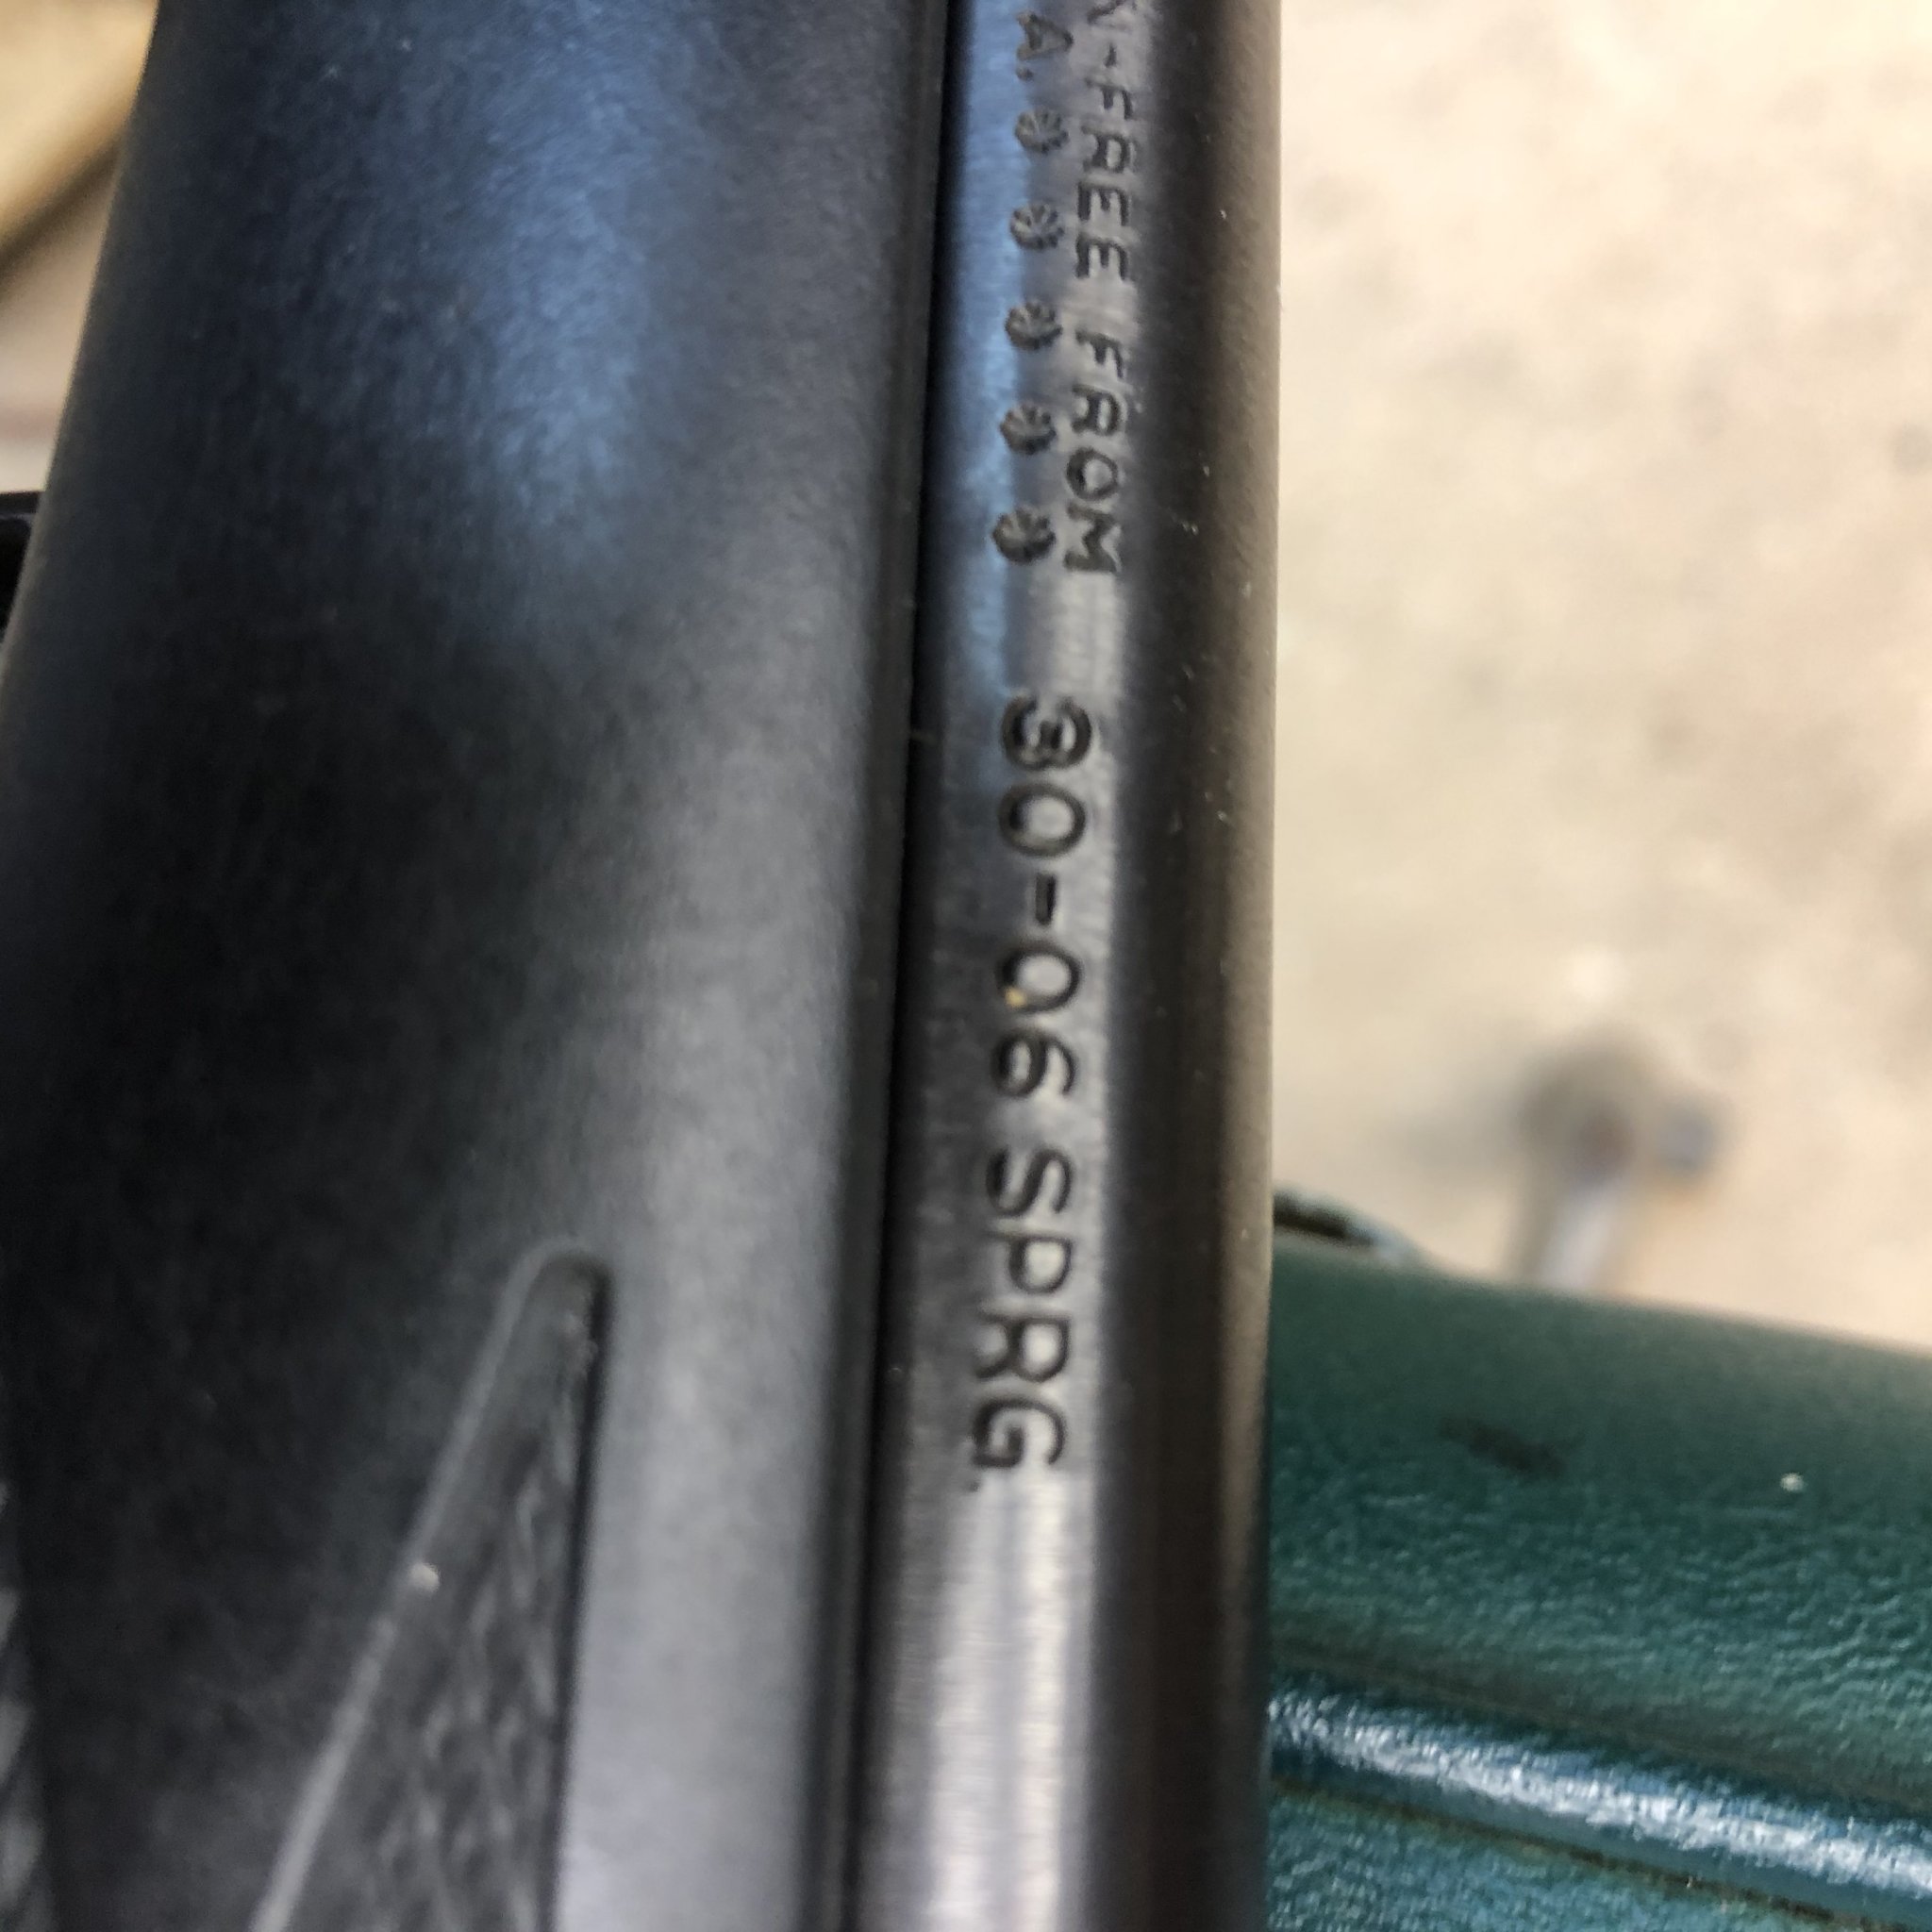 -FREE FROM
A.
30-06 SPRG.